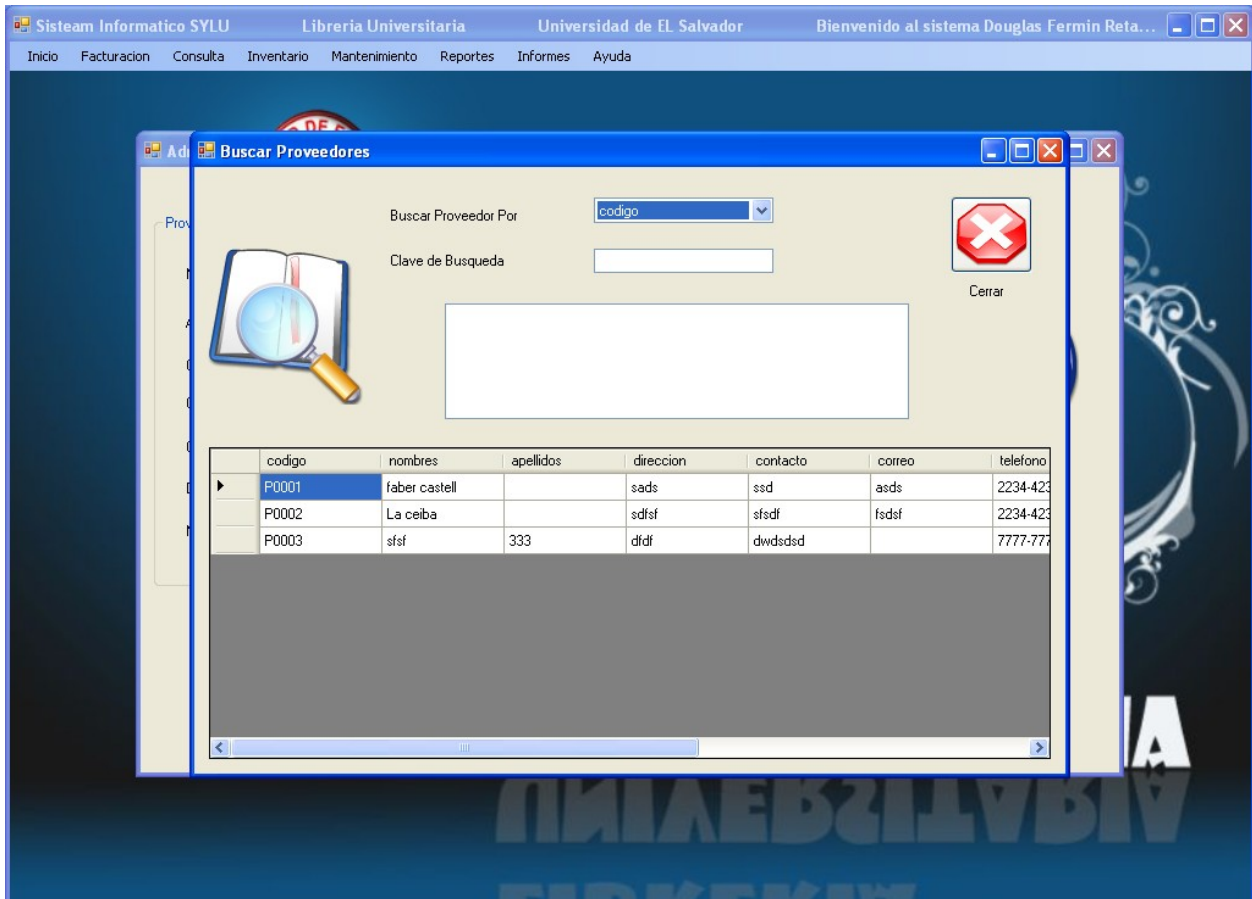 Sisteam Informatico SYLU Libreria Universitaria Universidad de EL Salvador Bienvenido al sistema Douglas Fermin Reta...
Inicio Facturacion Consulta Inventario Mantenimiento Reportes Informes Ayuda
Buscar Proveedores
Buscar Proveedor Por codigo
Clave de Busqueda
Cerrar
codigo nombres apellidos direccion contacto correo telefono
P0001 faber castell sads ssd asds 2234-423
P0002 La ceiba sdfsf sfsdf fsdsf 2234-423
P0003 sfsf 333 dfdf dwdsdsd 7777-777
UNIVERSITARIA